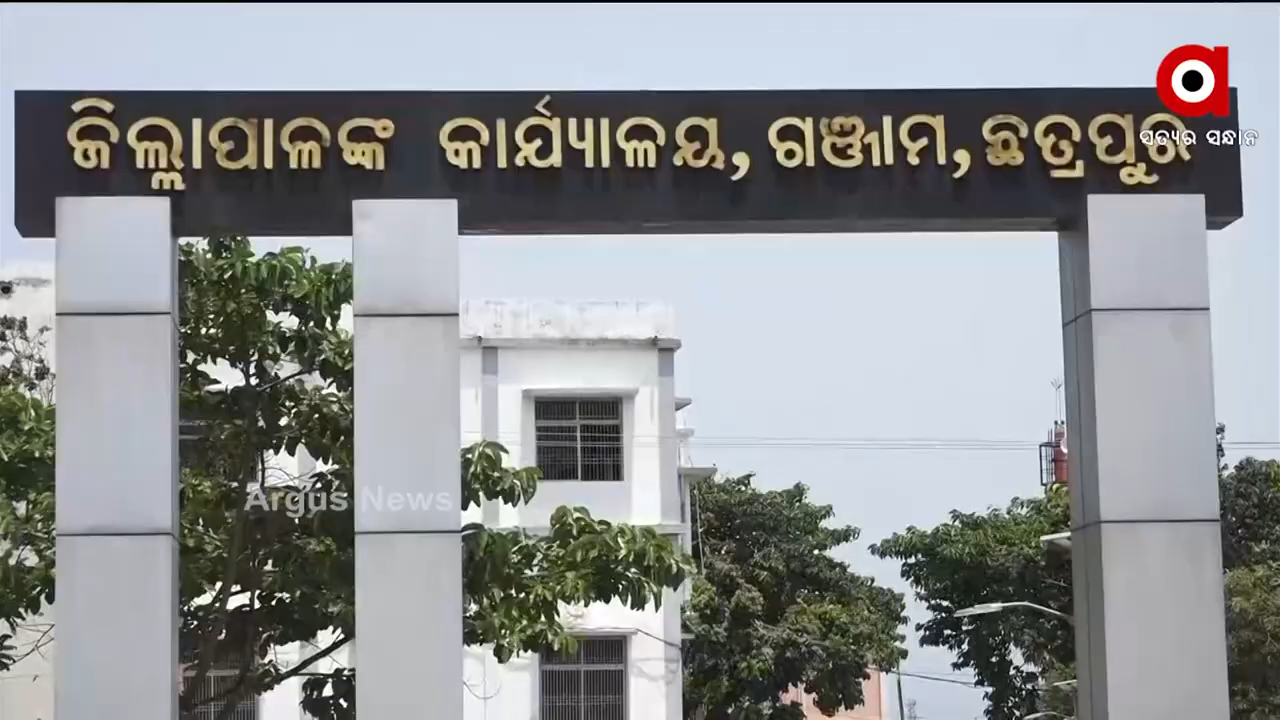 ଜିଲ୍ଲାପାଳଙ୍କ କାର୍ଯ୍ୟାଳୟ, ଗଞ୍ଜାମ, ଛତ୍ରପୁର
ସତ୍ୟର ସନ୍ଧାନ
Argus News